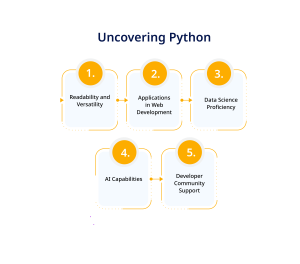 Uncovering Python
1.
Readability and
Versatility
2.
Applications
in Web
Development
3.
Data Science
Proficiency
4.
AI Capabilities
5.
Developer
Community
Support